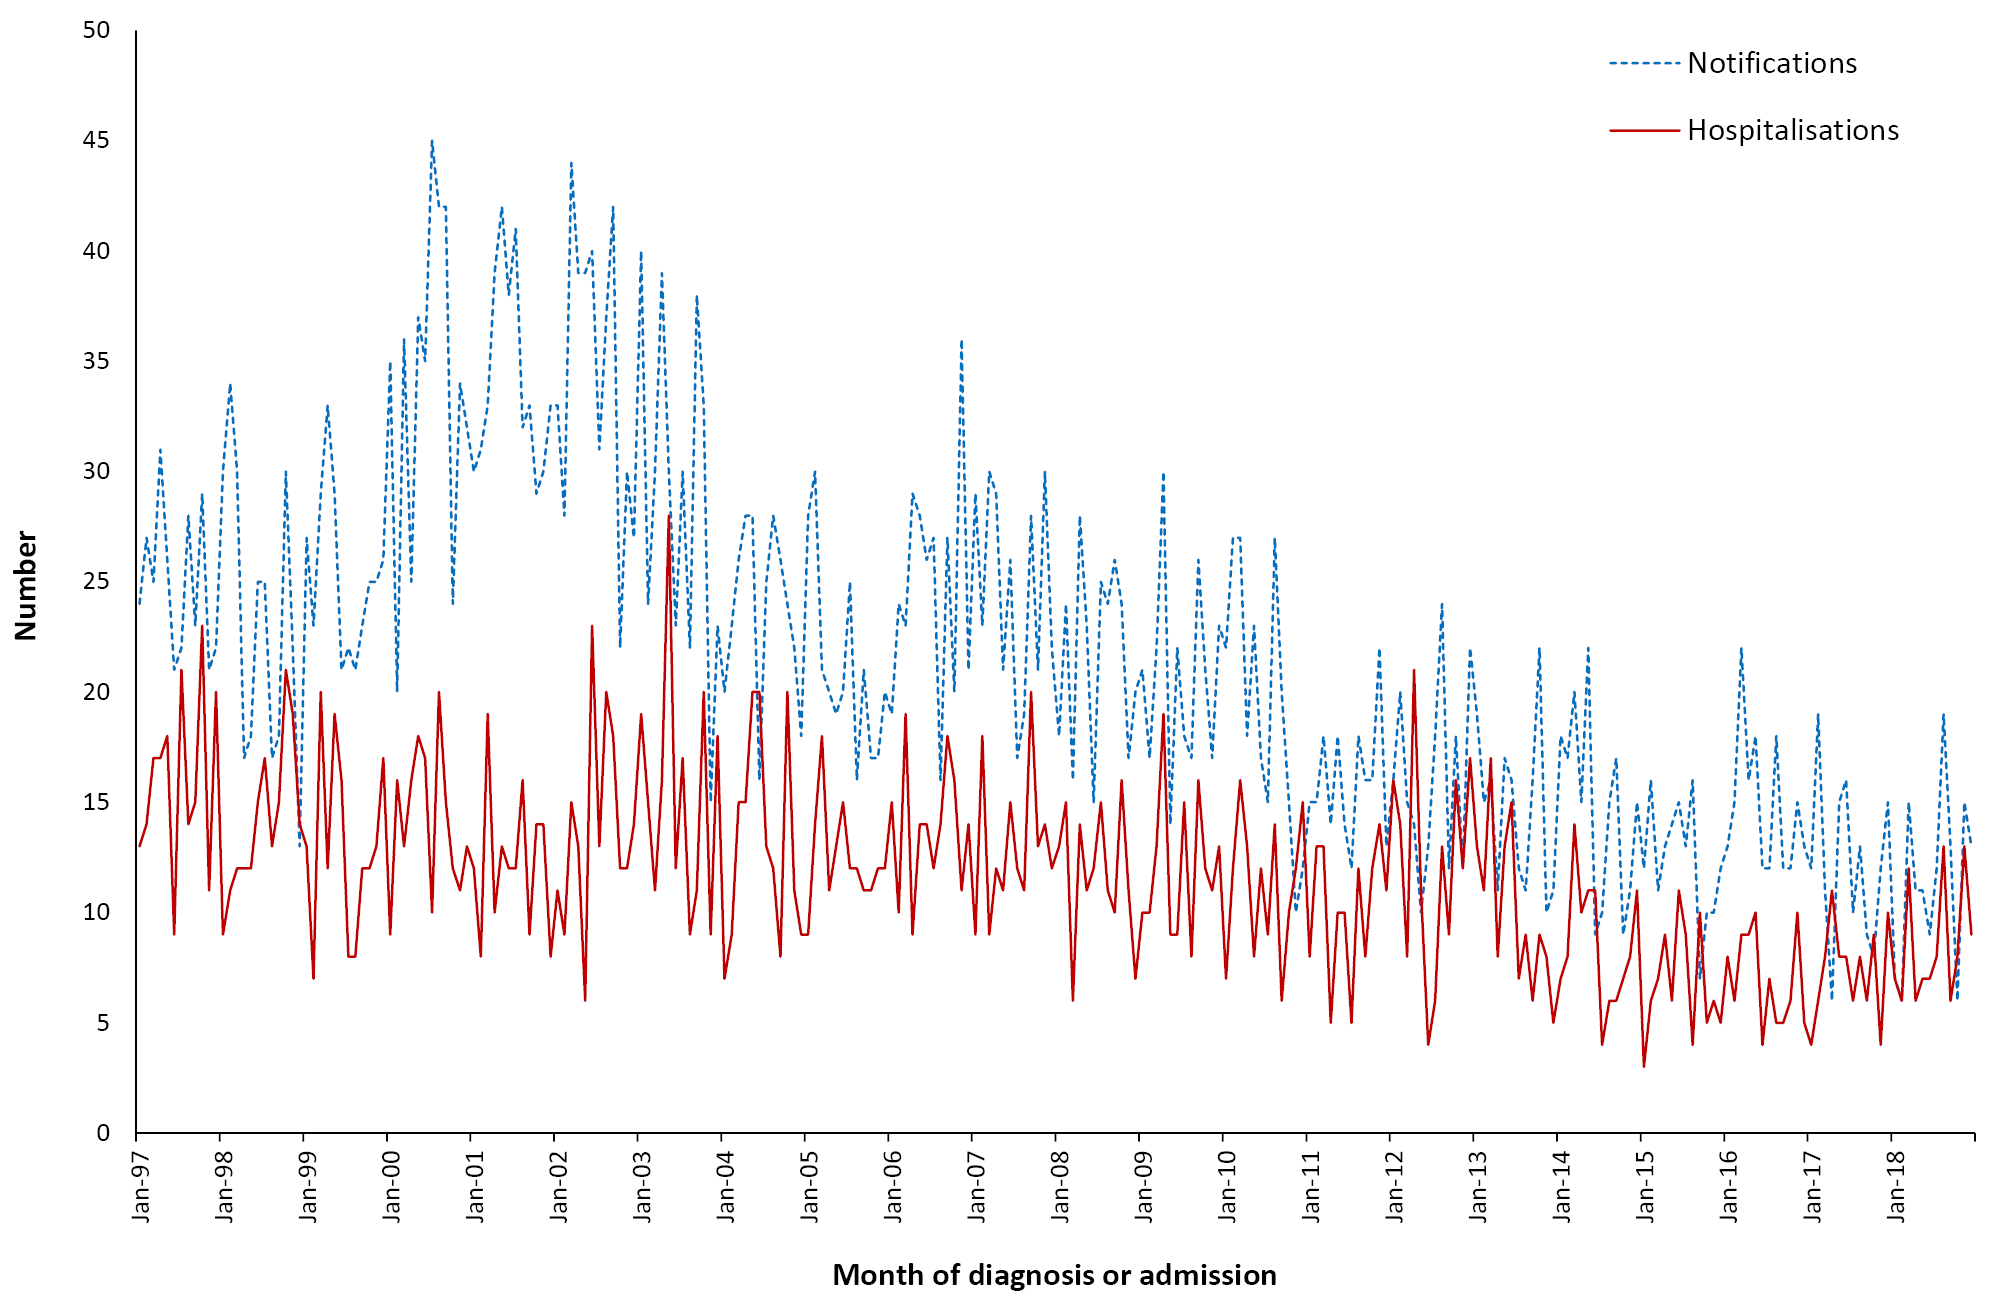 50
45
40
35
30
25
20
15
10
5
0
Number
Notifications
Hospitalisations
Jan-97
Jan-98
Jan-99
Jan-00
Jan-01
Jan-02
Jan-03
Jan-04
Jan-05
Jan-06
Jan-07
Jan-08
Jan-09
Jan-10
Jan-11
Jan-12
Jan-13
Jan-14
Jan-15
Jan-16
Jan-17
Jan-18
Month of diagnosis or admission